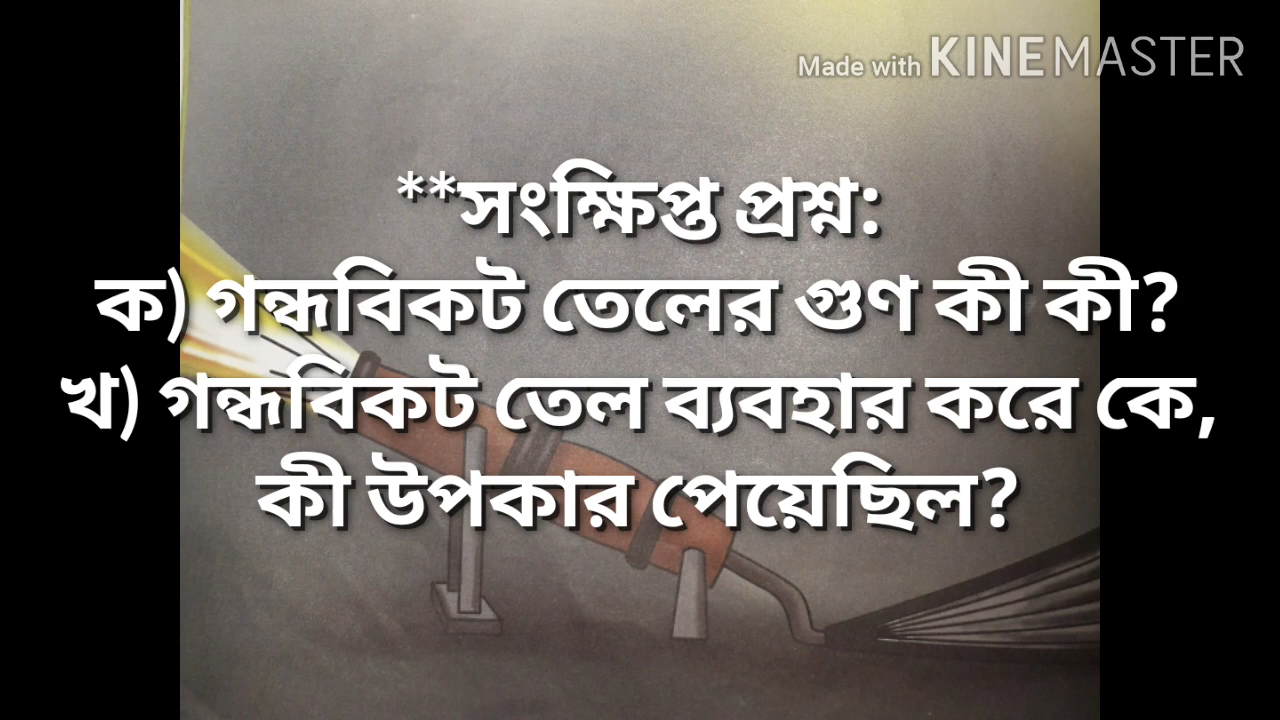 Made with KINEMASTER
**সংক্ষিপ্ত প্রশ্ন:
ক) গন্ধবিকট তেলের গুণ কী কী?
খ) গন্ধবিকট তেল ব্যবহার করে কে,
কী উপকার পেয়েছিল?